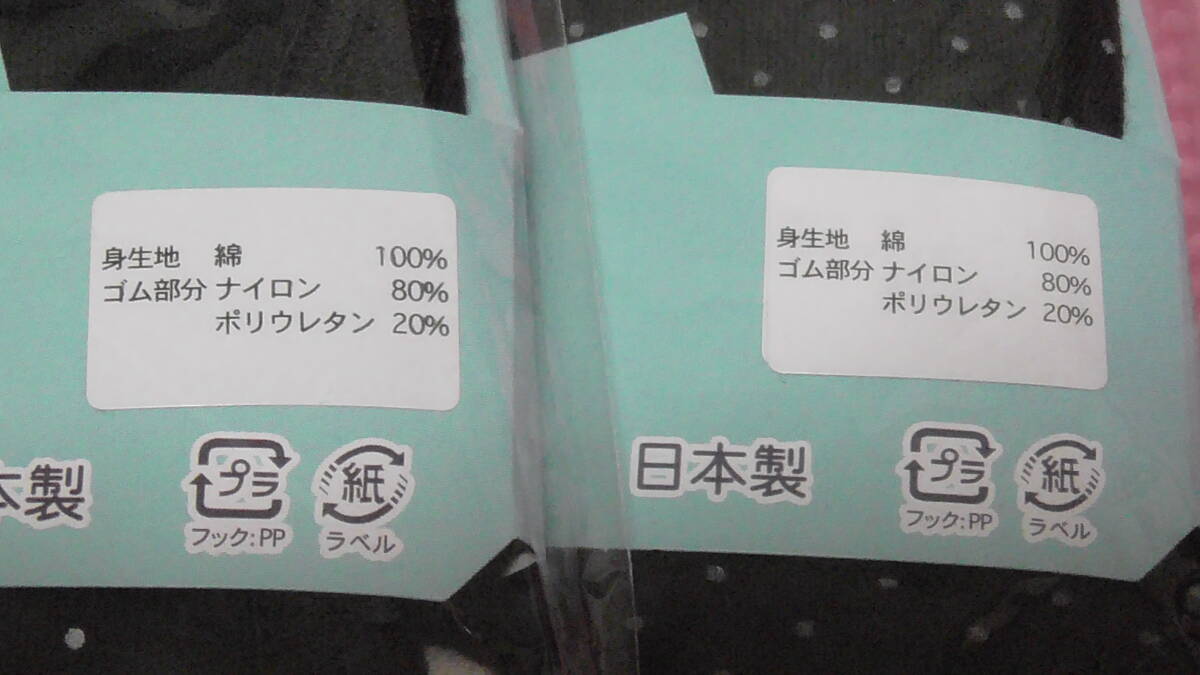 身生地 綿 100%
ゴム部分 ナイロン 80%
ポリウレタン 20%
本製
プラ
フック:PP
紙
ラベル
身生地 綿 100%
ゴム部分 ナイロン 80%
ポリウレタン 20%
日本製
プラ
フック:PP
紙
ラベル